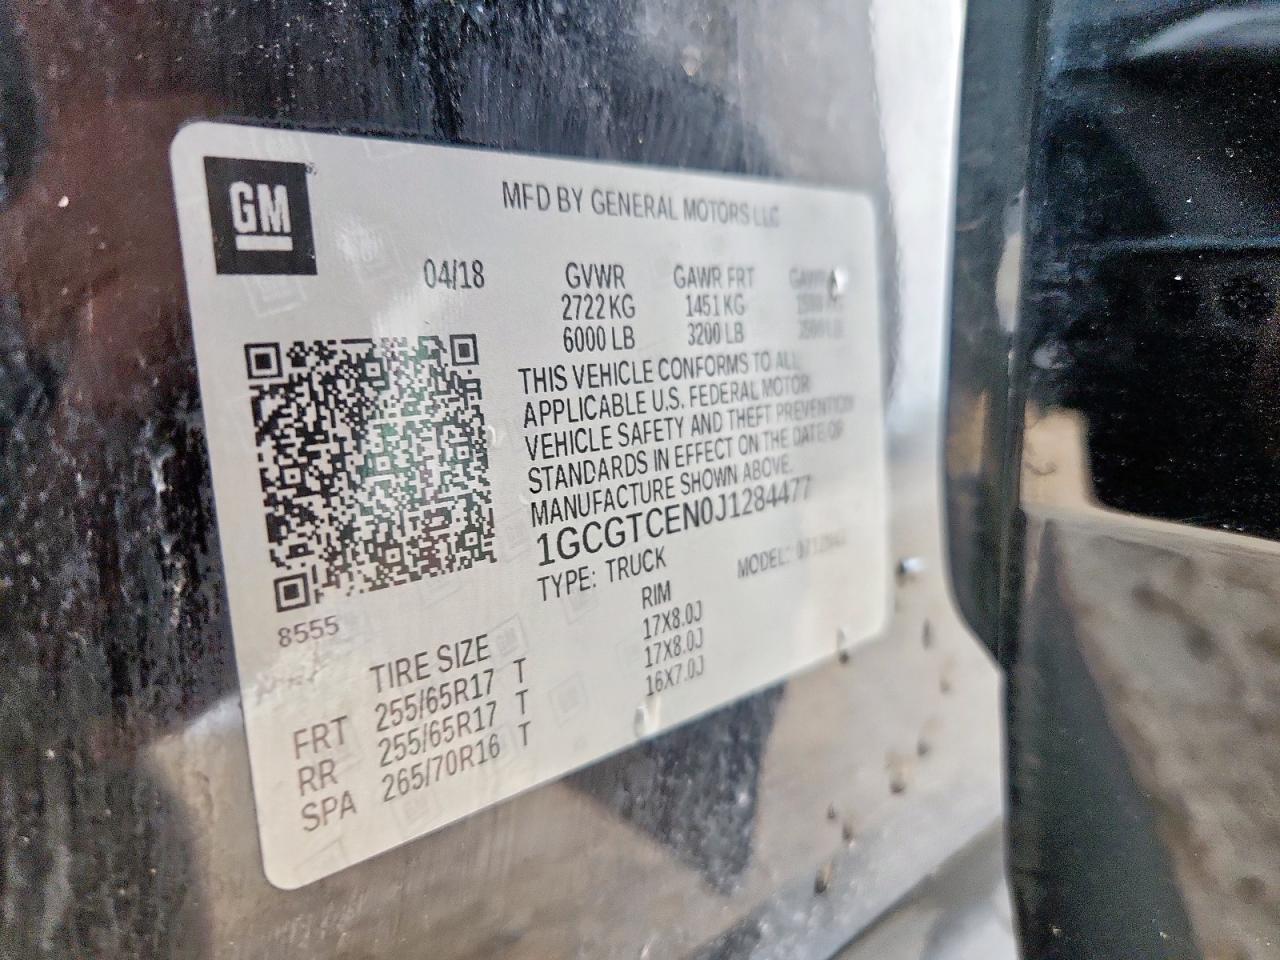 GM
MFD BY GENERAL MOTORS LLC
04/18 GVWR GAWR FRT
2722 KG 1451 KG
6000 LB 3200 LB
THIS VEHICLE CONFORMS TO ALL
APPLICABLE U.S. FEDERAL MOTOR
VEHICLE SAFETY AND THEFT PREVENTION
STANDARDS IN EFFECT ON THE DATE OF
MANUFACTURE SHOWN ABOVE.
1GCGTCEN0J1284477
TYPE: TRUCK MODEL:
8555
TIRE SIZE RIM
FRT 255/65R17 T 17X8.0J
RR 255/65R17 T 17X8.0J
SPA 265/70R16 T 16X7.0J